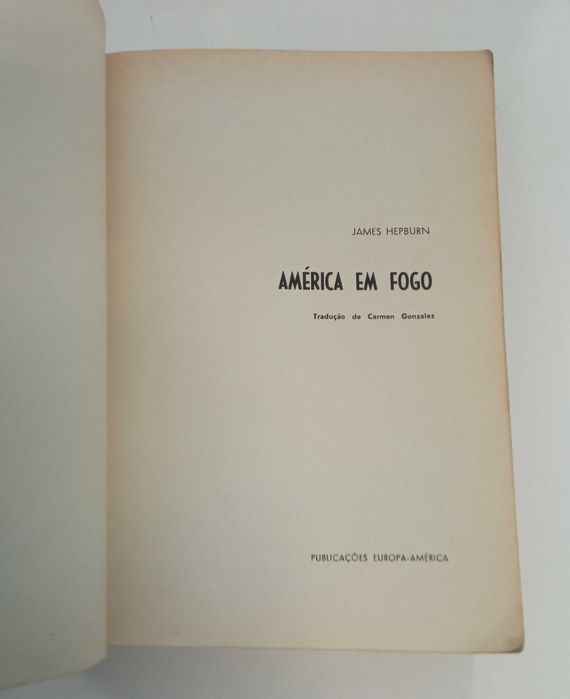 JAMES HEPBURN
AMÉRICA EM FOGO
Tradução de Carmen Gonzalez
PUBLICAÇÕES EUROPA-AMÉRICA